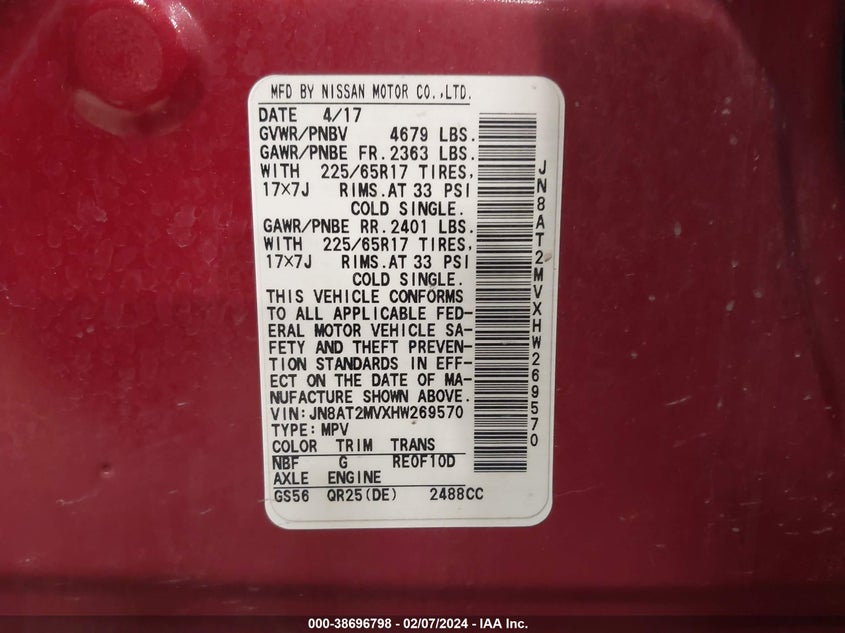 MFD BY NISSAN MOTOR CO.,LTD.
DATE 4/17
GVWR/PNBV 4679 LBS.
GAWR/PNBE FR.2363 LBS.
WITH 225/65R17 TIRES,
17×7J RIMS.AT 33 PSI
COLD SINGLE.
GAWR/PNBE RR.2401 LBS.
WITH 225/65R17 TIRES,
17×7J RIMS.AT 33 PSI
COLD SINGLE.
THIS VEHICLE CONFORMS
TO ALL APPLICABLE FED-
ERAL MOTOR VEHICLE SA-
FETY AND THEFT PREVEN-
TION STANDARDS IN EFF-
ECT ON THE DATE OF MA-
NUFACTURE SHOWN ABOVE.
VIN:JN8AT2MVXHW269570
TYPE:MPV
COLOR TRIM TRANS
NBF G RE0F10D
AXLE ENGINE
GS56 QR25(DE) 2488CC
JN8AT2MVXHW269570
000-38696798 - 02/07/2024 - IAA Inc.